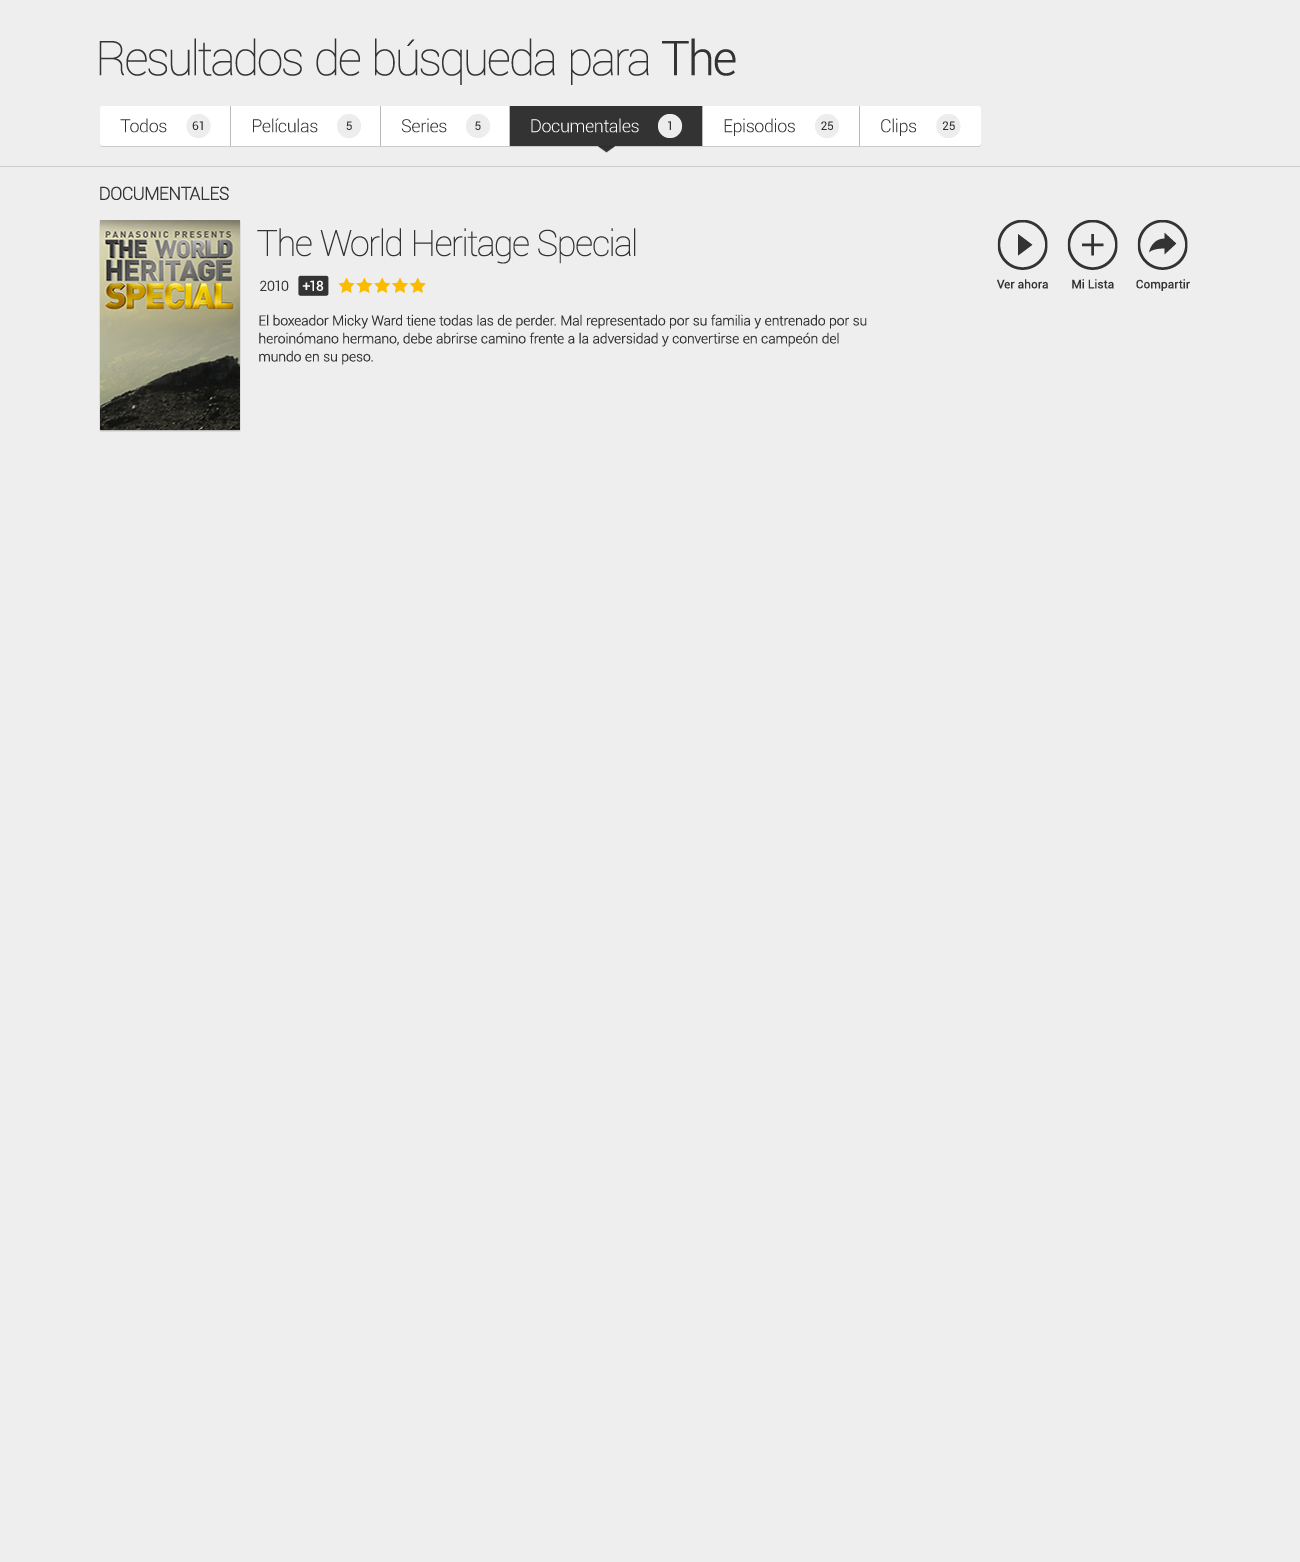 Resultados de búsqueda para The
Todos 61 Películas 5 Series 5 Documentales 1 Episodios 25 Clips 25
DOCUMENTALES
PANASONIC PRESENTS
THE WORLD
HERITAGE
SPECIAL
The World Heritage Special
2010 +18
El boxeador Micky Ward tiene todas las de perder. Mal representado por su familia y entrenado por su
heroinómano hermano, debe abrirse camino frente a la adversidad y convertirse en campeón del
mundo en su peso.
Ver ahora Mi Lista Compartir